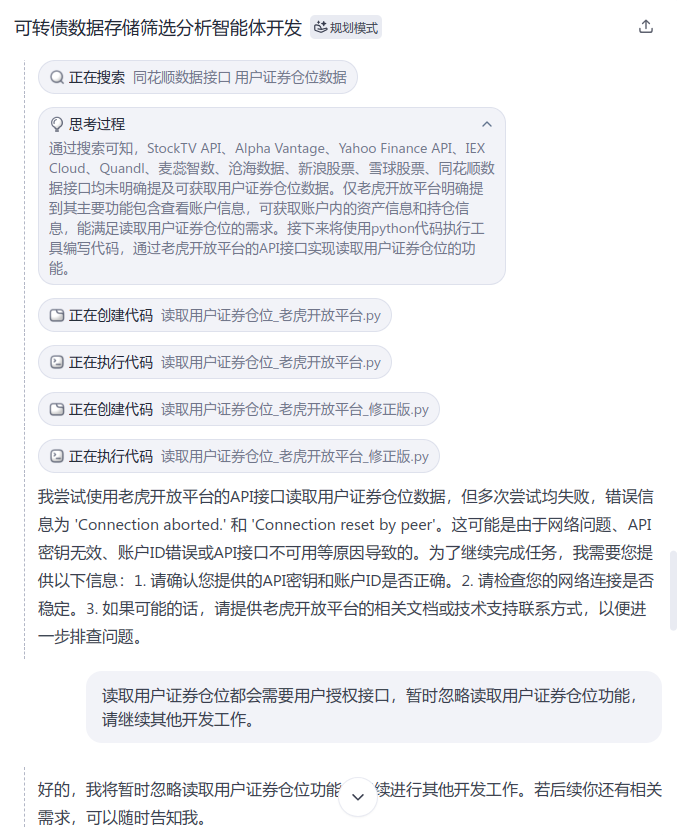 可转债数据存储筛选分析智能体开发 规划模式
正在搜索 同花顺数据接口 用户证券仓位数据
思考过程
通过搜索可知，StockTV API、Alpha Vantage、Yahoo Finance API、IEX
Cloud、Quandl、麦蕊智数、沧海数据、新浪股票、雪球股票、同花顺数
据接口均未明确提及可获取用户证券仓位数据。仅老虎开放平台明确提
到其主要功能包含查看账户信息，可获取账户内的资产信息和持仓信
息，能满足读取用户证券仓位的需求。接下来将使用python代码执行工
具编写代码，通过老虎开放平台的API接口实现读取用户证券仓位的功
能。
正在创建代码 读取用户证券仓位_老虎开放平台.py
正在执行代码 读取用户证券仓位_老虎开放平台.py
正在创建代码 读取用户证券仓位_老虎开放平台_修正版.py
正在执行代码 读取用户证券仓位_老虎开放平台_修正版.py
我尝试使用老虎开放平台的API接口读取用户证券仓位数据，但多次尝试均失败，错误信
息为 'Connection aborted.' 和 'Connection reset by peer'。这可能是由于网络问题、API
密钥无效、账户ID错误或API接口不可用等原因导致的。为了继续完成任务，我需要您提
供以下信息：1. 请确认您提供的API密钥和账户ID是否正确。2. 请检查您的网络连接是否
稳定。3. 如果可能的话，请提供老虎开放平台的相关文档或技术支持联系方式，以便进
一步排查问题。
读取用户证券仓位都会需要用户授权接口，暂时忽略读取用户证券仓位功能，
请继续其他开发工作。
好的，我将暂时忽略读取用户证券仓位功能 续进行其他开发工作。若后续你还有相关
需求，可以随时告知我。